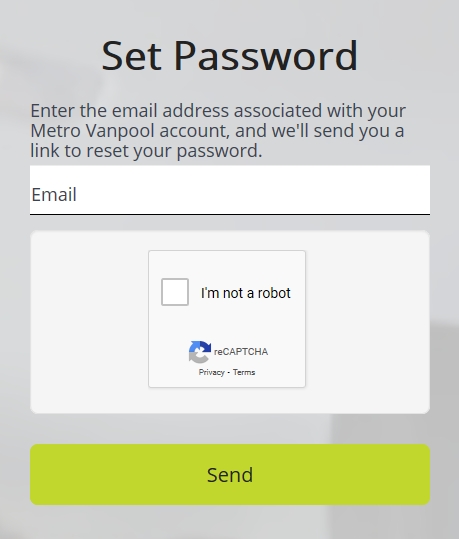 Set Password
Enter the email address associated with your
Metro Vanpool account, and we'll send you a
link to reset your password.
Email
I'm not a robot
reCAPTCHA
Privacy - Terms
Send